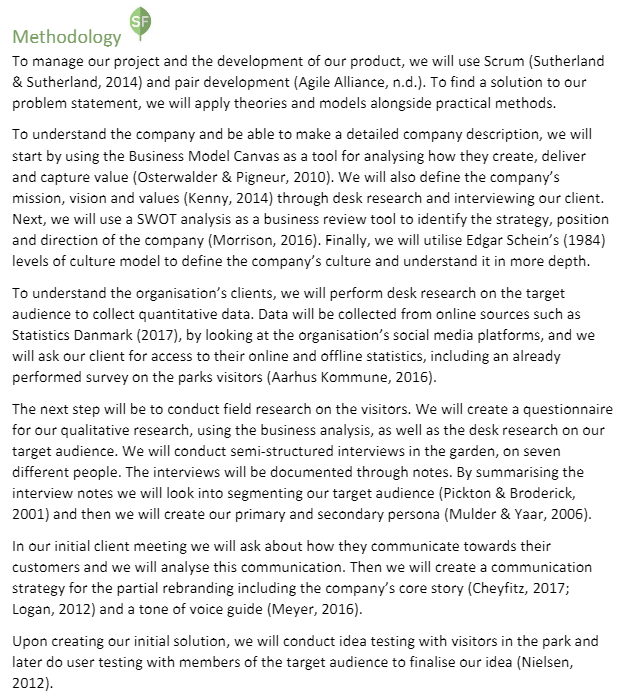 Methodology SF
To manage our project and the development of our product, we will use Scrum (Sutherland
& Sutherland, 2014) and pair development (Agile Alliance, n.d.). To find a solution to our
problem statement, we will apply theories and models alongside practical methods.
To understand the company and be able to make a detailed company description, we will
start by using the Business Model Canvas as a tool for analysing how they create, deliver
and capture value (Osterwalder & Pigneur, 2010). We will also define the company’s
mission, vision and values (Kenny, 2014) through desk research and interviewing our client.
Next, we will use a SWOT analysis as a business review tool to identify the strategy, position
and direction of the company (Morrison, 2016). Finally, we will utilise Edgar Schein’s (1984)
levels of culture model to define the company’s culture and understand it in more depth.
To understand the organisation’s clients, we will perform desk research on the target
audience to collect quantitative data. Data will be collected from online sources such as
Statistics Danmark (2017), by looking at the organisation’s social media platforms, and we
will ask our client for access to their online and offline statistics, including an already
performed survey on the parks visitors (Aarhus Kommune, 2016).
The next step will be to conduct field research on the visitors. We will create a questionnaire
for our qualitative research, using the business analysis, as well as the desk research on our
target audience. We will conduct semi-structured interviews in the garden, on seven
different people. The interviews will be documented through notes. By summarising the
interview notes we will look into segmenting our target audience (Pickton & Broderick,
2001) and then we will create our primary and secondary persona (Mulder & Yaar, 2006).
In our initial client meeting we will ask about how they communicate towards their
customers and we will analyse this communication. Then we will create a communication
strategy for the partial rebranding including the company’s core story (Cheyfitz, 2017;
Logan, 2012) and a tone of voice guide (Meyer, 2016).
Upon creating our initial solution, we will conduct idea testing with visitors in the park and
later do user testing with members of the target audience to finalise our idea (Nielsen,
2012).